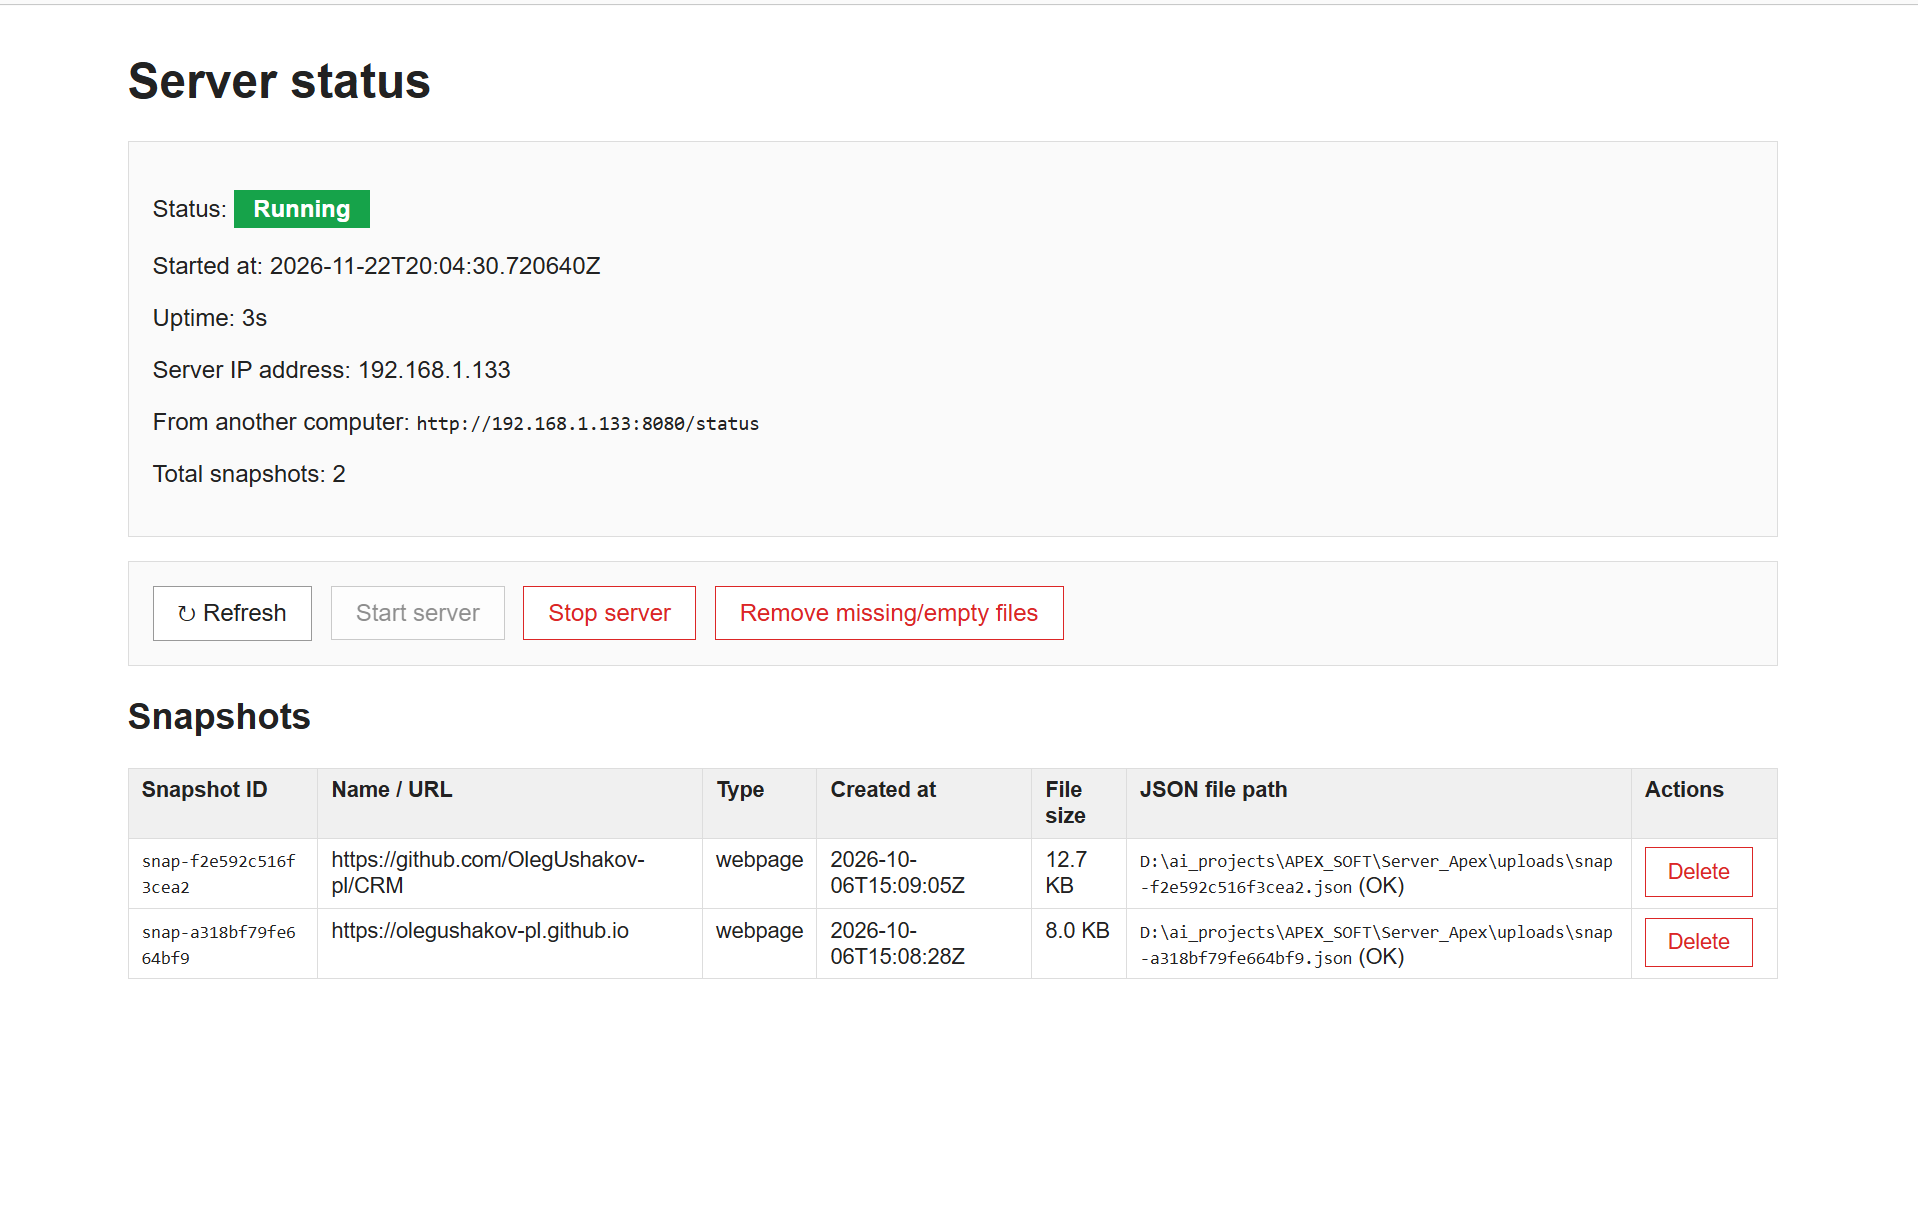 Server status
Status: Running
Started at: 2026-11-22T20:04:30.720640Z
Uptime: 3s
Server IP address: 192.168.1.133
From another computer: http://192.168.1.133:8080/status
Total snapshots: 2
↻ Refresh
Start server
Stop server
Remove missing/empty files
Snapshots
Snapshot ID
Name / URL
Type
Created at
File
size
JSON file path
Actions
snap-f2e592c516f
3cea2
https://github.com/OlegUshakov-
pl/CRM
webpage
2026-10-
06T15:09:05Z
12.7
KB
D:\ai_projects\APEX_SOFT\Server_Apex\uploads\snap
-f2e592c516f3cea2.json (OK)
Delete
snap-a318bf79fe6
64bf9
https://olegushakov-pl.github.io
webpage
2026-10-
06T15:08:28Z
8.0 KB
D:\ai_projects\APEX_SOFT\Server_Apex\uploads\snap
-a318bf79fe664bf9.json (OK)
Delete